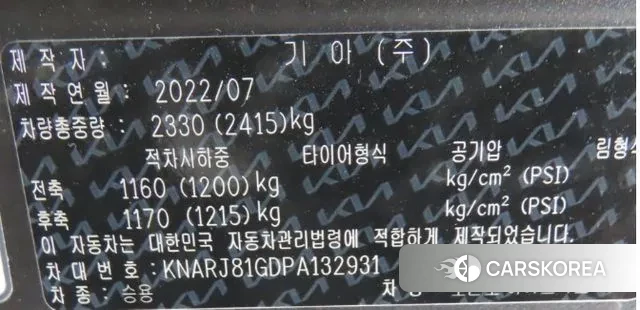 제 작 자 : 기 아 (주)
제 작 연 월 : 2022/07
차량총중량 : 2330 (2415)kg
적차시하중 타이어형식 공기압 림형식
전축 1160 (1200)kg kg/cm² (PSI)
후축 1170 (1215)kg kg/cm² (PSI)
이 자동차는 대한민국 자동차관리법령에 적합하게 제작되었습니다.
차 대 번 호 : KNARJ81GDPA132931
차 종 : 승용
CARSKOREA